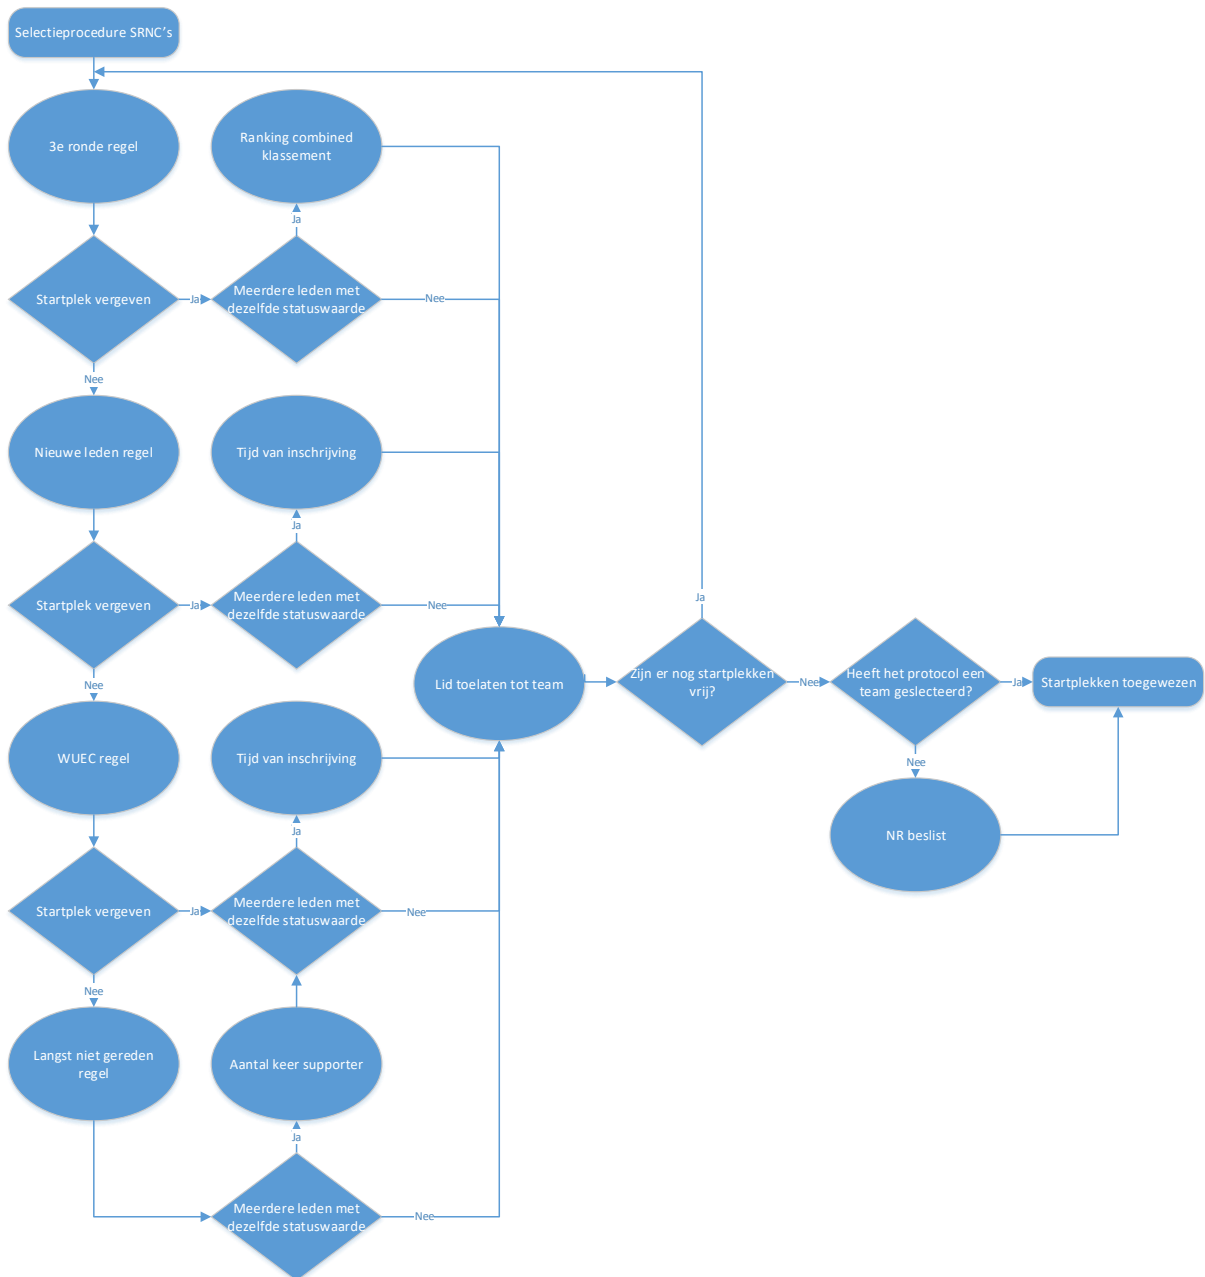 Selectieprocedure SRNC's
3e ronde regel
Ranking combined
klassement
Ja
Startplek vergeven
Ja
Meerdere leden met
dezelfde statuswaarde
Nee
Nee
Nieuwe leden regel
Tijd van inschrijving
Ja
Startplek vergeven
Ja
Meerdere leden met
dezelfde statuswaarde
Nee
Nee
Lid toelaten tot team
Ja
Zijn er nog startplekken
vrij?
Nee
Heeft het protocol een
team geslecteerd?
Ja
Startplekken toegewezen
Nee
NR beslist
WUEC regel
Tijd van inschrijving
Ja
Startplek vergeven
Ja
Meerdere leden met
dezelfde statuswaarde
Nee
Nee
Langst niet gereden
regel
Aantal keer supporter
Ja
Meerdere leden met
dezelfde statuswaarde
Nee